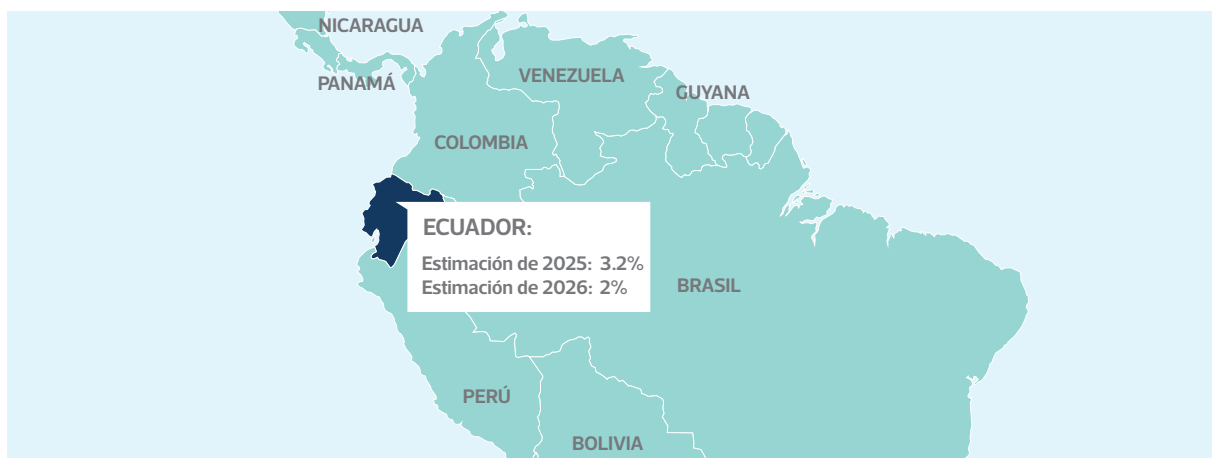 NICARAGUA
PANAMÁ
VENEZUELA
GUYANA
COLOMBIA
ECUADOR:
Estimación de 2025: 3.2%
Estimación de 2026: 2%
BRASIL
PERÚ
BOLIVIA